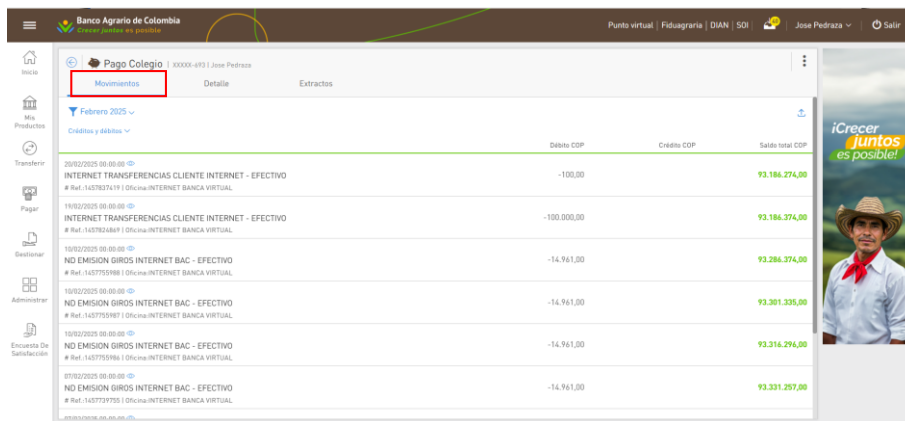 Banco Agrario de Colombia
Crecer juntos es posible
Punto virtual | Fiduagraria | DIAN | SOI
Jose Pedraza
Salir
Inicio
Mis
Productos
Transferir
Pagar
Gestionar
Administrar
Encuesta De
Satisfacción
Pago Colegio | XXXXX-693 | Jose Pedraza
Movimientos Detalle Extractos
Febrero 2025
Créditos y débitos
Débito COP Crédito COP Saldo total COP
20/02/2025 00:00:00
INTERNET TRANSFERENCIAS CLIENTE INTERNET - EFECTIVO -100,00 93.186.274,00
# Ref.:1457837419 | Oficina:INTERNET BANCA VIRTUAL
19/02/2025 00:00:00
INTERNET TRANSFERENCIAS CLIENTE INTERNET - EFECTIVO -100.000,00 93.186.374,00
# Ref.:1457824869 | Oficina:INTERNET BANCA VIRTUAL
10/02/2025 00:00:00
ND EMISION GIROS INTERNET BAC - EFECTIVO -14.961,00 93.286.374,00
# Ref.:1457755988 | Oficina:INTERNET BANCA VIRTUAL
10/02/2025 00:00:00
ND EMISION GIROS INTERNET BAC - EFECTIVO -14.961,00 93.301.335,00
# Ref.:1457755987 | Oficina:INTERNET BANCA VIRTUAL
10/02/2025 00:00:00
ND EMISION GIROS INTERNET BAC - EFECTIVO -14.961,00 93.316.296,00
# Ref.:1457755986 | Oficina:INTERNET BANCA VIRTUAL
07/02/2025 00:00:00
ND EMISION GIROS INTERNET BAC - EFECTIVO -14.961,00 93.331.257,00
# Ref.:1457739755 | Oficina:INTERNET BANCA VIRTUAL
¡Crecer
juntos
es posible!